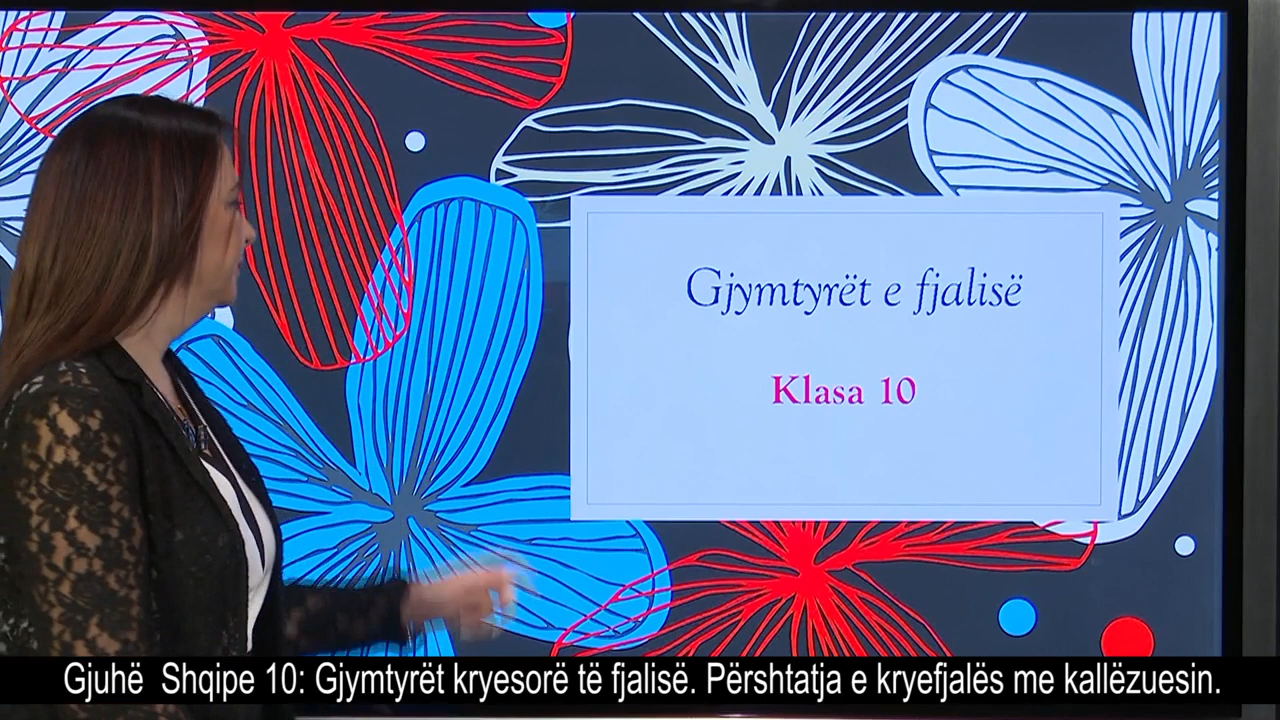 Gjymtyrët e fjalisë
Klasa 10
Gjuhë  Shqipe 10: Gjymtyrët kryesorë të fjalisë. Përshtatja e kryefjalës me kallëzuesin.